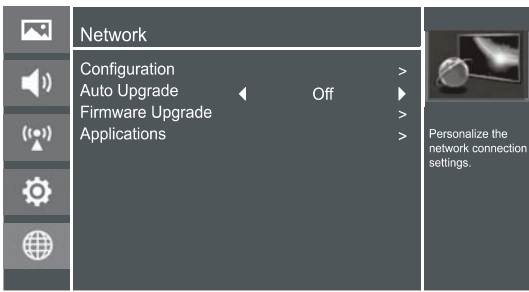 Network
Configuration >
Auto Upgrade Off
Firmware Upgrade >
Applications >
Personalize the
network connection
settings.